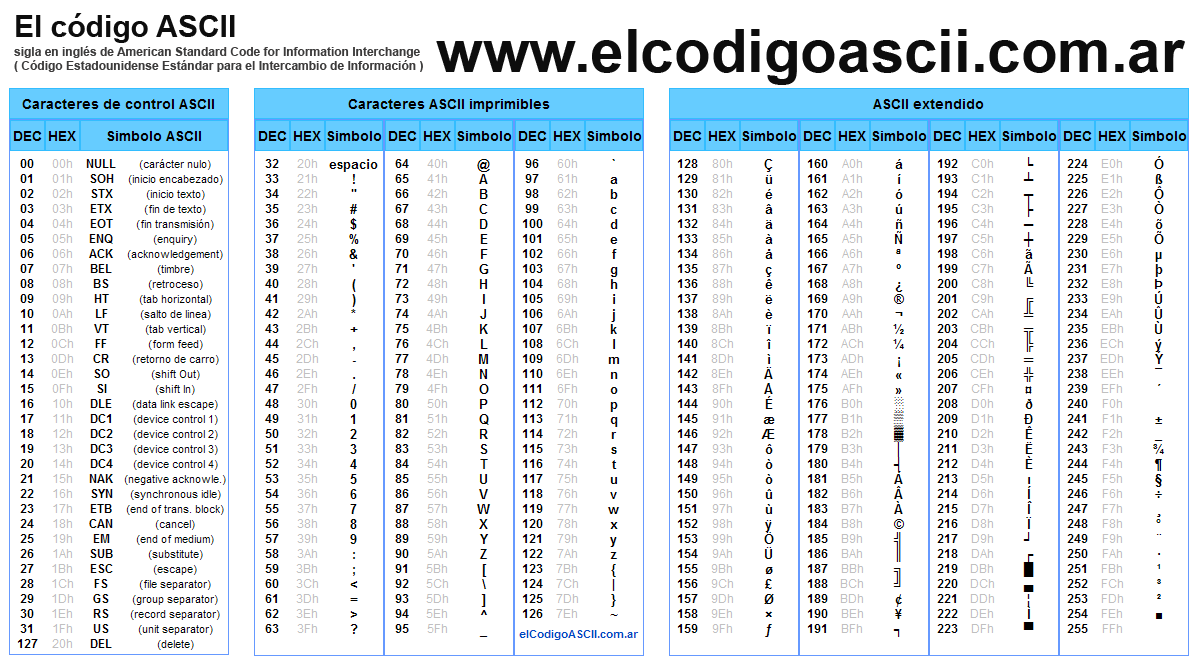 El código ASCII
sigla en inglés de American Standard Code for Information Interchange
( Código Estadounidense Estándar para el Intercambio de Información )
www.elcodigoascii.com.ar
Caracteres de control ASCII
DEC HEX Simbolo ASCII
00 00h NULL (carácter nulo)
01 01h SOH (inicio encabezado)
02 02h STX (inicio texto)
03 03h ETX (fin de texto)
04 04h EOT (fin transmisión)
05 05h ENQ (enquiry)
06 06h ACK (acknowledgement)
07 07h BEL (timbre)
08 08h BS (retroceso)
09 09h HT (tab horizontal)
10 0Ah LF (salto de linea)
11 0Bh VT (tab vertical)
12 0Ch FF (form feed)
13 0Dh CR (retorno de carro)
14 0Eh SO (shift Out)
15 0Fh SI (shift In)
16 10h DLE (data link escape)
17 11h DC1 (device control 1)
18 12h DC2 (device control 2)
19 13h DC3 (device control 3)
20 14h DC4 (device control 4)
21 15h NAK (negative acknowle.)
22 16h SYN (synchronous idle)
23 17h ETB (end of trans. block)
24 18h CAN (cancel)
25 19h EM (end of medium)
26 1Ah SUB (substitute)
27 1Bh ESC (escape)
28 1Ch FS (file separator)
29 1Dh GS (group separator)
30 1Eh RS (record separator)
31 1Fh US (unit separator)
127 20h DEL (delete)
Caracteres ASCII imprimibles
DEC HEX Simbolo DEC HEX Simbolo DEC HEX Simbolo
32 20h espacio 64 40h @ 96 60h `
33 21h ! 65 41h A 97 61h a
34 22h " 66 42h B 98 62h b
35 23h # 67 43h C 99 63h c
36 24h $ 68 44h D 100 64h d
37 25h % 69 45h E 101 65h e
38 26h & 70 46h F 102 66h f
39 27h ' 71 47h G 103 67h g
40 28h ( 72 48h H 104 68h h
41 29h ) 73 49h I 105 69h i
42 2Ah * 74 4Ah J 106 6Ah j
43 2Bh + 75 4Bh K 107 6Bh k
44 2Ch , 76 4Ch L 108 6Ch l
45 2Dh - 77 4Dh M 109 6Dh m
46 2Eh . 78 4Eh N 110 6Eh n
47 2Fh / 79 4Fh O 111 6Fh o
48 30h 0 80 50h P 112 70h p
49 31h 1 81 51h Q 113 71h q
50 32h 2 82 52h R 114 72h r
51 33h 3 83 53h S 115 73h s
52 34h 4 84 54h T 116 74h t
53 35h 5 85 55h U 117 75h u
54 36h 6 86 56h V 118 76h v
55 37h 7 87 57h W 119 77h w
56 38h 8 88 58h X 120 78h x
57 39h 9 89 59h Y 121 79h y
58 3Ah : 90 5Ah Z 122 7Ah z
59 3Bh ; 91 5Bh [ 123 7Bh {
60 3Ch < 92 5Ch \ 124 7Ch |
61 3Dh = 93 5Dh ] 125 7Dh }
62 3Eh > 94 5Eh ^ 126 7Eh ~
63 3Fh ? 95 5Fh _ elCodigoASCII.com.ar
ASCII extendido
DEC HEX Simbolo DEC HEX Simbolo DEC HEX Simbolo DEC HEX Simbolo
128 80h Ç 160 A0h á 192 C0h └ 224 E0h Ó
129 81h ü 161 A1h í 193 C1h ┴ 225 E1h ß
130 82h é 162 A2h ó 194 C2h ┬ 226 E2h Ô
131 83h â 163 A3h ú 195 C3h ├ 227 E3h Ò
132 84h ä 164 A4h ñ 196 C4h ─ 228 E4h õ
133 85h à 165 A5h Ñ 197 C5h ┼ 229 E5h Õ
134 86h å 166 A6h ª 198 C6h ã 230 E6h µ
135 87h ç 167 A7h º 199 C7h Ã 231 E7h þ
136 88h ê 168 A8h ¿ 200 C8h ╚ 232 E8h Þ
137 89h ë 169 A9h ® 201 C9h ╔ 233 E9h Ú
138 8Ah è 170 AAh ¬ 202 CAh ╩ 234 EAh Û
139 8Bh ï 171 ABh ½ 203 CBh ╦ 235 EBh Ù
140 8Ch î 172 ACh ¼ 204 CCh ╠ 236 ECh ý
141 8Dh ì 173 ADh ¡ 205 CDh ═ 237 EDh Ý
142 8Eh Ä 174 AEh « 206 CEh ╬ 238 EEh ¯
143 8Fh Å 175 AFh » 207 CFh ¤ 239 EFh ´
144 90h É 176 B0h ░ 208 D0h ð 240 F0h
145 91h æ 177 B1h ▒ 209 D1h Ð 241 F1h ±
146 92h Æ 178 B2h ▓ 210 D2h Ê 242 F2h _
147 93h ô 179 B3h │ 211 D3h Ë 243 F3h ¾
148 94h ö 180 B4h ┤ 212 D4h È 244 F4h ¶
149 95h ò 181 B5h Á 213 D5h ı 245 F5h §
150 96h û 182 B6h Â 214 D6h Í 246 F6h ÷
151 97h ù 183 B7h À 215 D7h Î 247 F7h ¸
152 98h ÿ 184 B8h © 216 D8h Ï 248 F8h °
153 99h Ö 185 B9h ╣ 217 D9h ┘ 249 F9h ¨
154 9Ah Ü 186 BAh ║ 218 DAh ┌ 250 FAh ·
155 9Bh ø 187 BBh ╗ 219 DBh █ 251 FBh ¹
156 9Ch £ 188 BCh ╝ 220 DCh ▄ 252 FCh ³
157 9Dh Ø 189 BDh ¢ 221 DDh ¦ 253 FDh ²
158 9Eh × 190 BEh ¥ 222 DEh Ì 254 FEh ■
159 9Fh ƒ 191 BFh ┐ 223 DFh ▀ 255 FFh